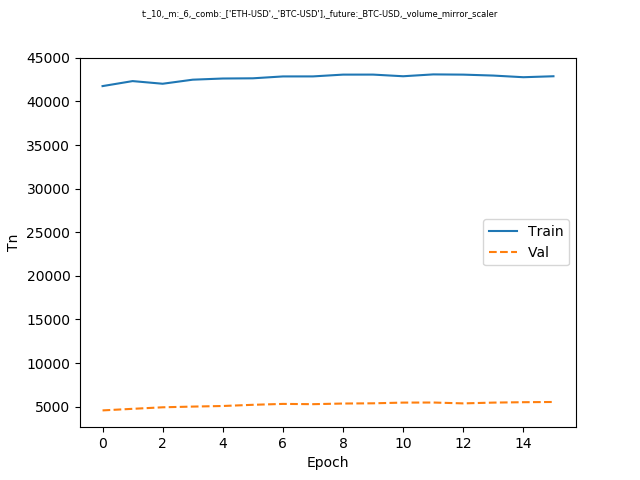 t:_10,_m:_6,_comb:_['ETH-USD',_'BTC-USD'],_future:_BTC-USD,_volume_mirror_scaler
45000
40000
35000
30000
25000
20000
15000
10000
5000
Tn
Train
Val
0 2 4 6 8 10 12 14
Epoch